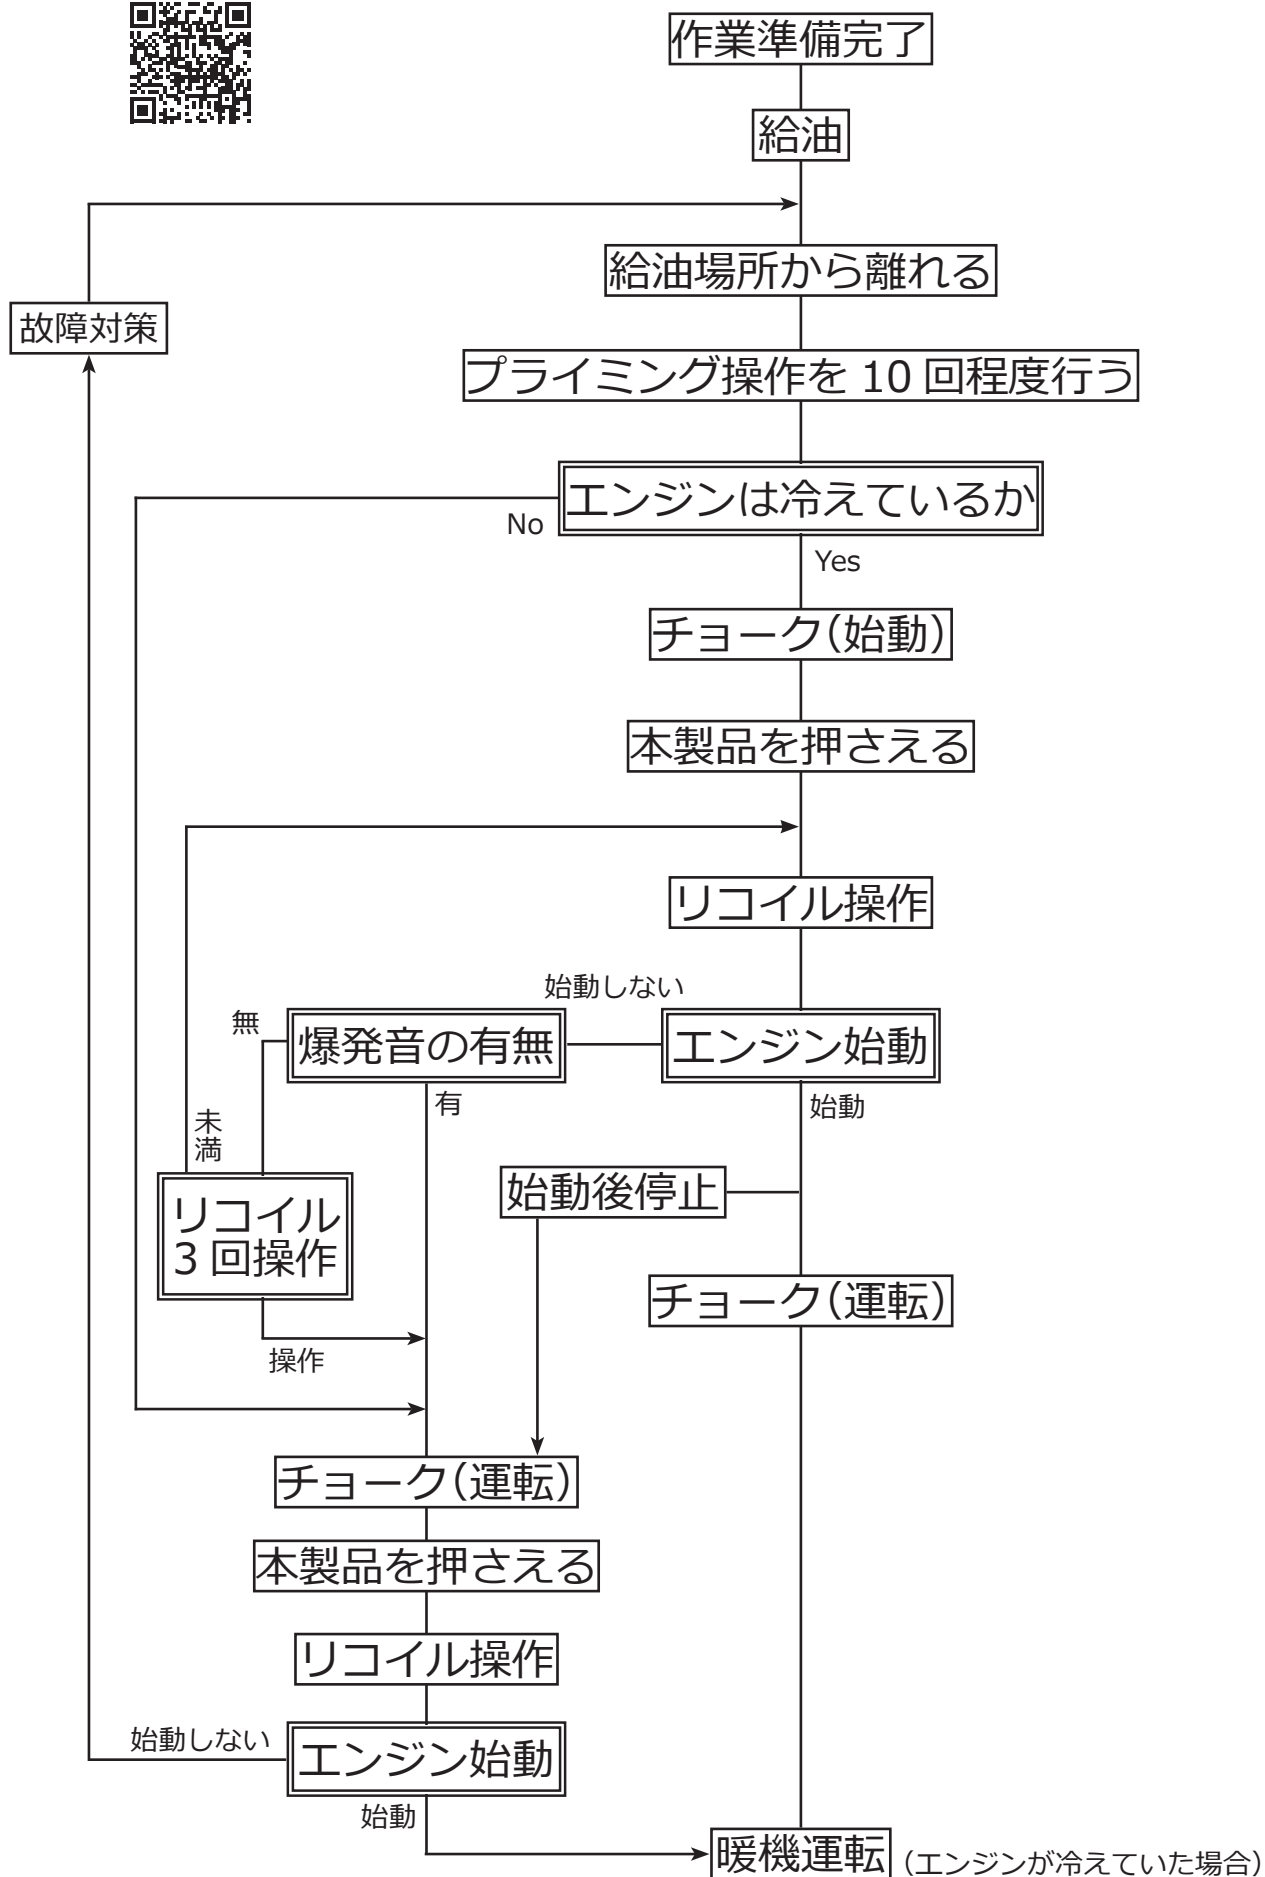 作業準備完了
給油
給油場所から離れる
故障対策
プライミング操作を 10 回程度行う
エンジンは冷えているか
No
Yes
チョーク(始動)
本製品を押さえる
リコイル操作
始動しない
無
爆発音の有無
エンジン始動
有
始動
未満
始動後停止
リコイル
3 回操作
チョーク(運転)
操作
チョーク(運転)
本製品を押さえる
リコイル操作
始動しない
エンジン始動
始動
暖機運転 (エンジンが冷えていた場合)